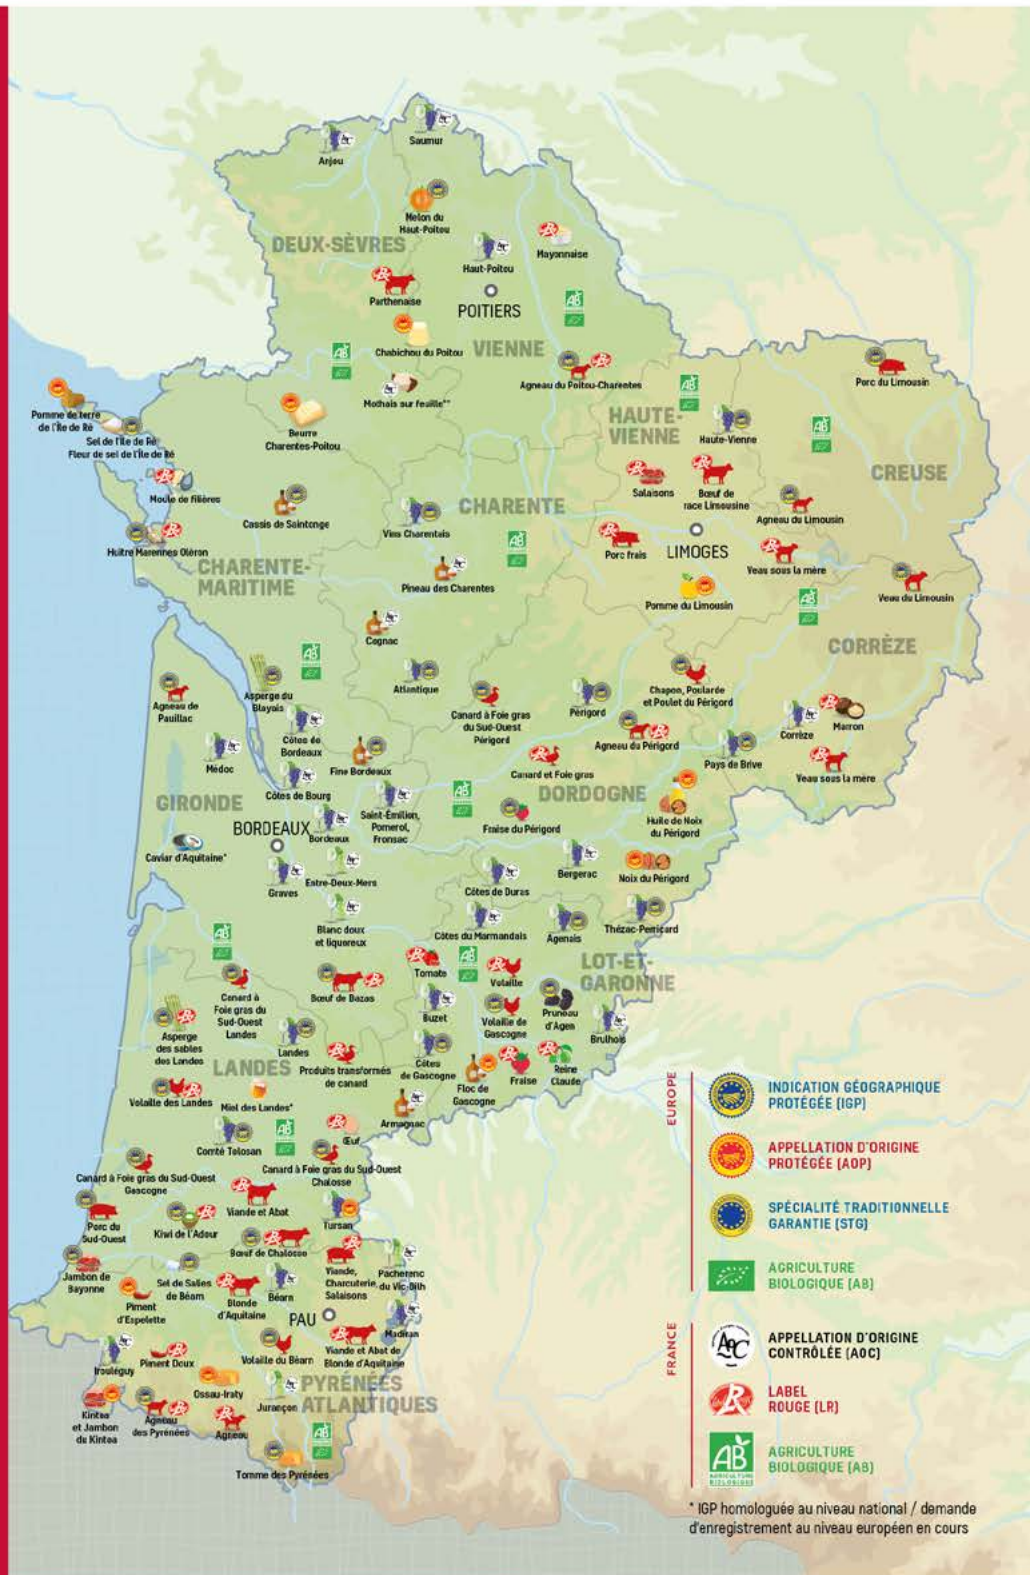 Anjou
Saumur
Melon du
Haut-Poitou
DEUX-SÈVRES
Haut-Poitou
Mayonnaise
Parthenaise
POITIERS
Chabichou du Poitou
VIENNE
Agneau du Poitou-Charentes
Porc du Limousin
Mothais sur feuille**
Pomme de terre
de l'Île de Ré
Sel de l'Île de Ré
Fleur de sel de l'Île de Ré
Beurre
Charentes-Poitou
HAUTE-
VIENNE
Haute-Vienne
CREUSE
Moule de filières
Cassis de Saintonge
CHARENTE
Salaisons
Bœuf de
race Limousine
Agneau du Limousin
Vins Charentais
Huître Marennes Oléron
Porc frais
LIMOGES
CHARENTE-
MARITIME
Pineau des Charentes
Veau sous la mère
Pomme du Limousin
Veau du Limousin
Cognac
CORRÈZE
Agneau de
Pauillac
Asperge du
Blayais
Atlantique
Canard à Foie gras
du Sud-Ouest
Périgord
Périgord
Chapon, Poularde
et Poulet du Périgord
Côtes de
Bordeaux
Agneau du Périgord
Corrèze
Marron
Médoc
Fine Bordeaux
Canard et Foie gras
Pays de Brive
Veau sous la mère
GIRONDE
Côtes de Bourg
DORDOGNE
BORDEAUX
Bordeaux
Saint-Émilion,
Pomerol,
Fronsac
Fraise du Périgord
Huile de Noix
du Périgord
Caviar d'Aquitaine*
Graves
Entre-Deux-Mers
Côtes de Duras
Bergerac
Noix du Périgord
Blanc doux
et liquoreux
Côtes du Marmandais
Agenais
Thézac-Perricard
LOT-ET-
GARONNE
Canard à
Foie gras du
Sud-Ouest
Landes
Bœuf de Bazas
Tomate
Volaille
Buzet
Volaille de
Gascogne
Pruneau
d'Agen
Brulhois
Asperge
des sables
des Landes
Landes
LANDES
Produits transformés
de canard
Côtes
de Gascogne
Floc de
Gascogne
Fraise
Reine
Claude
Volaille des Landes
Miel des Landes*
Armagnac
Comté Tolosan
Œuf
Canard à Foie gras du Sud-Ouest
Gascogne
Canard à Foie gras du Sud-Ouest
Chalosse
Porc du
Sud-Ouest
Kiwi de l'Adour
Viande et Abat
Tursan
Bœuf de Chalosse
Jambon de
Bayonne
Sel de Salies
de Béarn
Viande,
Charcuterie,
Salaisons
Pacherenc
du Vic-Bilh
Piment
d'Espelette
Blonde
d'Aquitaine
Béarn
PAU
Madiran
Irouléguy
Piment Doux
Volaille du Béarn
Viande et Abat de
Blonde d'Aquitaine
Ossau-Iraty
Jurançon
PYRÉNÉES
ATLANTIQUES
Kintoa
et Jambon
de Kintoa
Agneau
des Pyrénées
Agneau
Tomme des Pyrénées
EUROPE
INDICATION GÉOGRAPHIQUE
PROTÉGÉE (IGP)
APPELLATION D'ORIGINE
PROTÉGÉE (AOP)
SPÉCIALITÉ TRADITIONNELLE
GARANTIE (STG)
AGRICULTURE
BIOLOGIQUE (AB)
FRANCE
AOC
APPELLATION D'ORIGINE
CONTRÔLÉE (AOC)
LABEL
ROUGE (LR)
AB
AGRICULTURE
BIOLOGIQUE
AGRICULTURE
BIOLOGIQUE (AB)
* IGP homologuée au niveau national / demande
d'enregistrement au niveau européen en cours